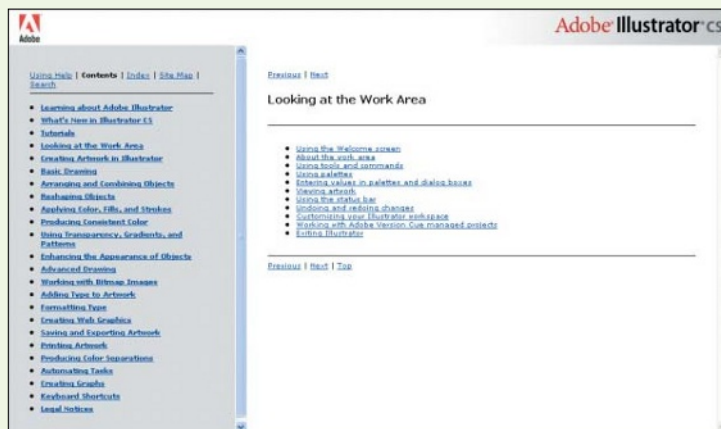 Adobe
Adobe Illustrator CS
Using Help | Contents | Index | Site Map |
Search
Learning about Adobe Illustrator
What's New in Illustrator CS
Tutorials
Looking at the Work Area
Creating Artwork in Illustrator
Basic Drawing
Arranging and Combining Objects
Reshaping Objects
Applying Color, Fills, and Strokes
Producing Consistent Color
Using Transparency, Gradients, and
Patterns
Enhancing the Appearance of Objects
Advanced Drawing
Working with Bitmap Images
Adding Type to Artwork
Formatting Type
Creating Web Graphics
Saving and Exporting Artwork
Printing Artwork
Producing Color Separations
Automating Tasks
Creating Graphs
Keyboard Shortcuts
Legal Notices
Previous | Next
Looking at the Work Area
Using the Welcome screen
About the work area
Using tools and commands
Using palettes
Entering values in palettes and dialog boxes
Viewing artwork
Using the status bar
Undoing and redoing changes
Customizing your Illustrator workspace
Working with Adobe Version Cue managed projects
Exiting Illustrator
Previous | Next | Top